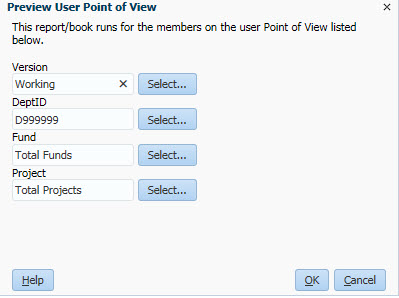 Preview User Point of View
This report/book runs for the members on the user Point of View listed
below.
Version
Working Select...
DeptID
D999999 Select...
Fund
Total Funds Select...
Project
Total Projects Select...
Help OK Cancel